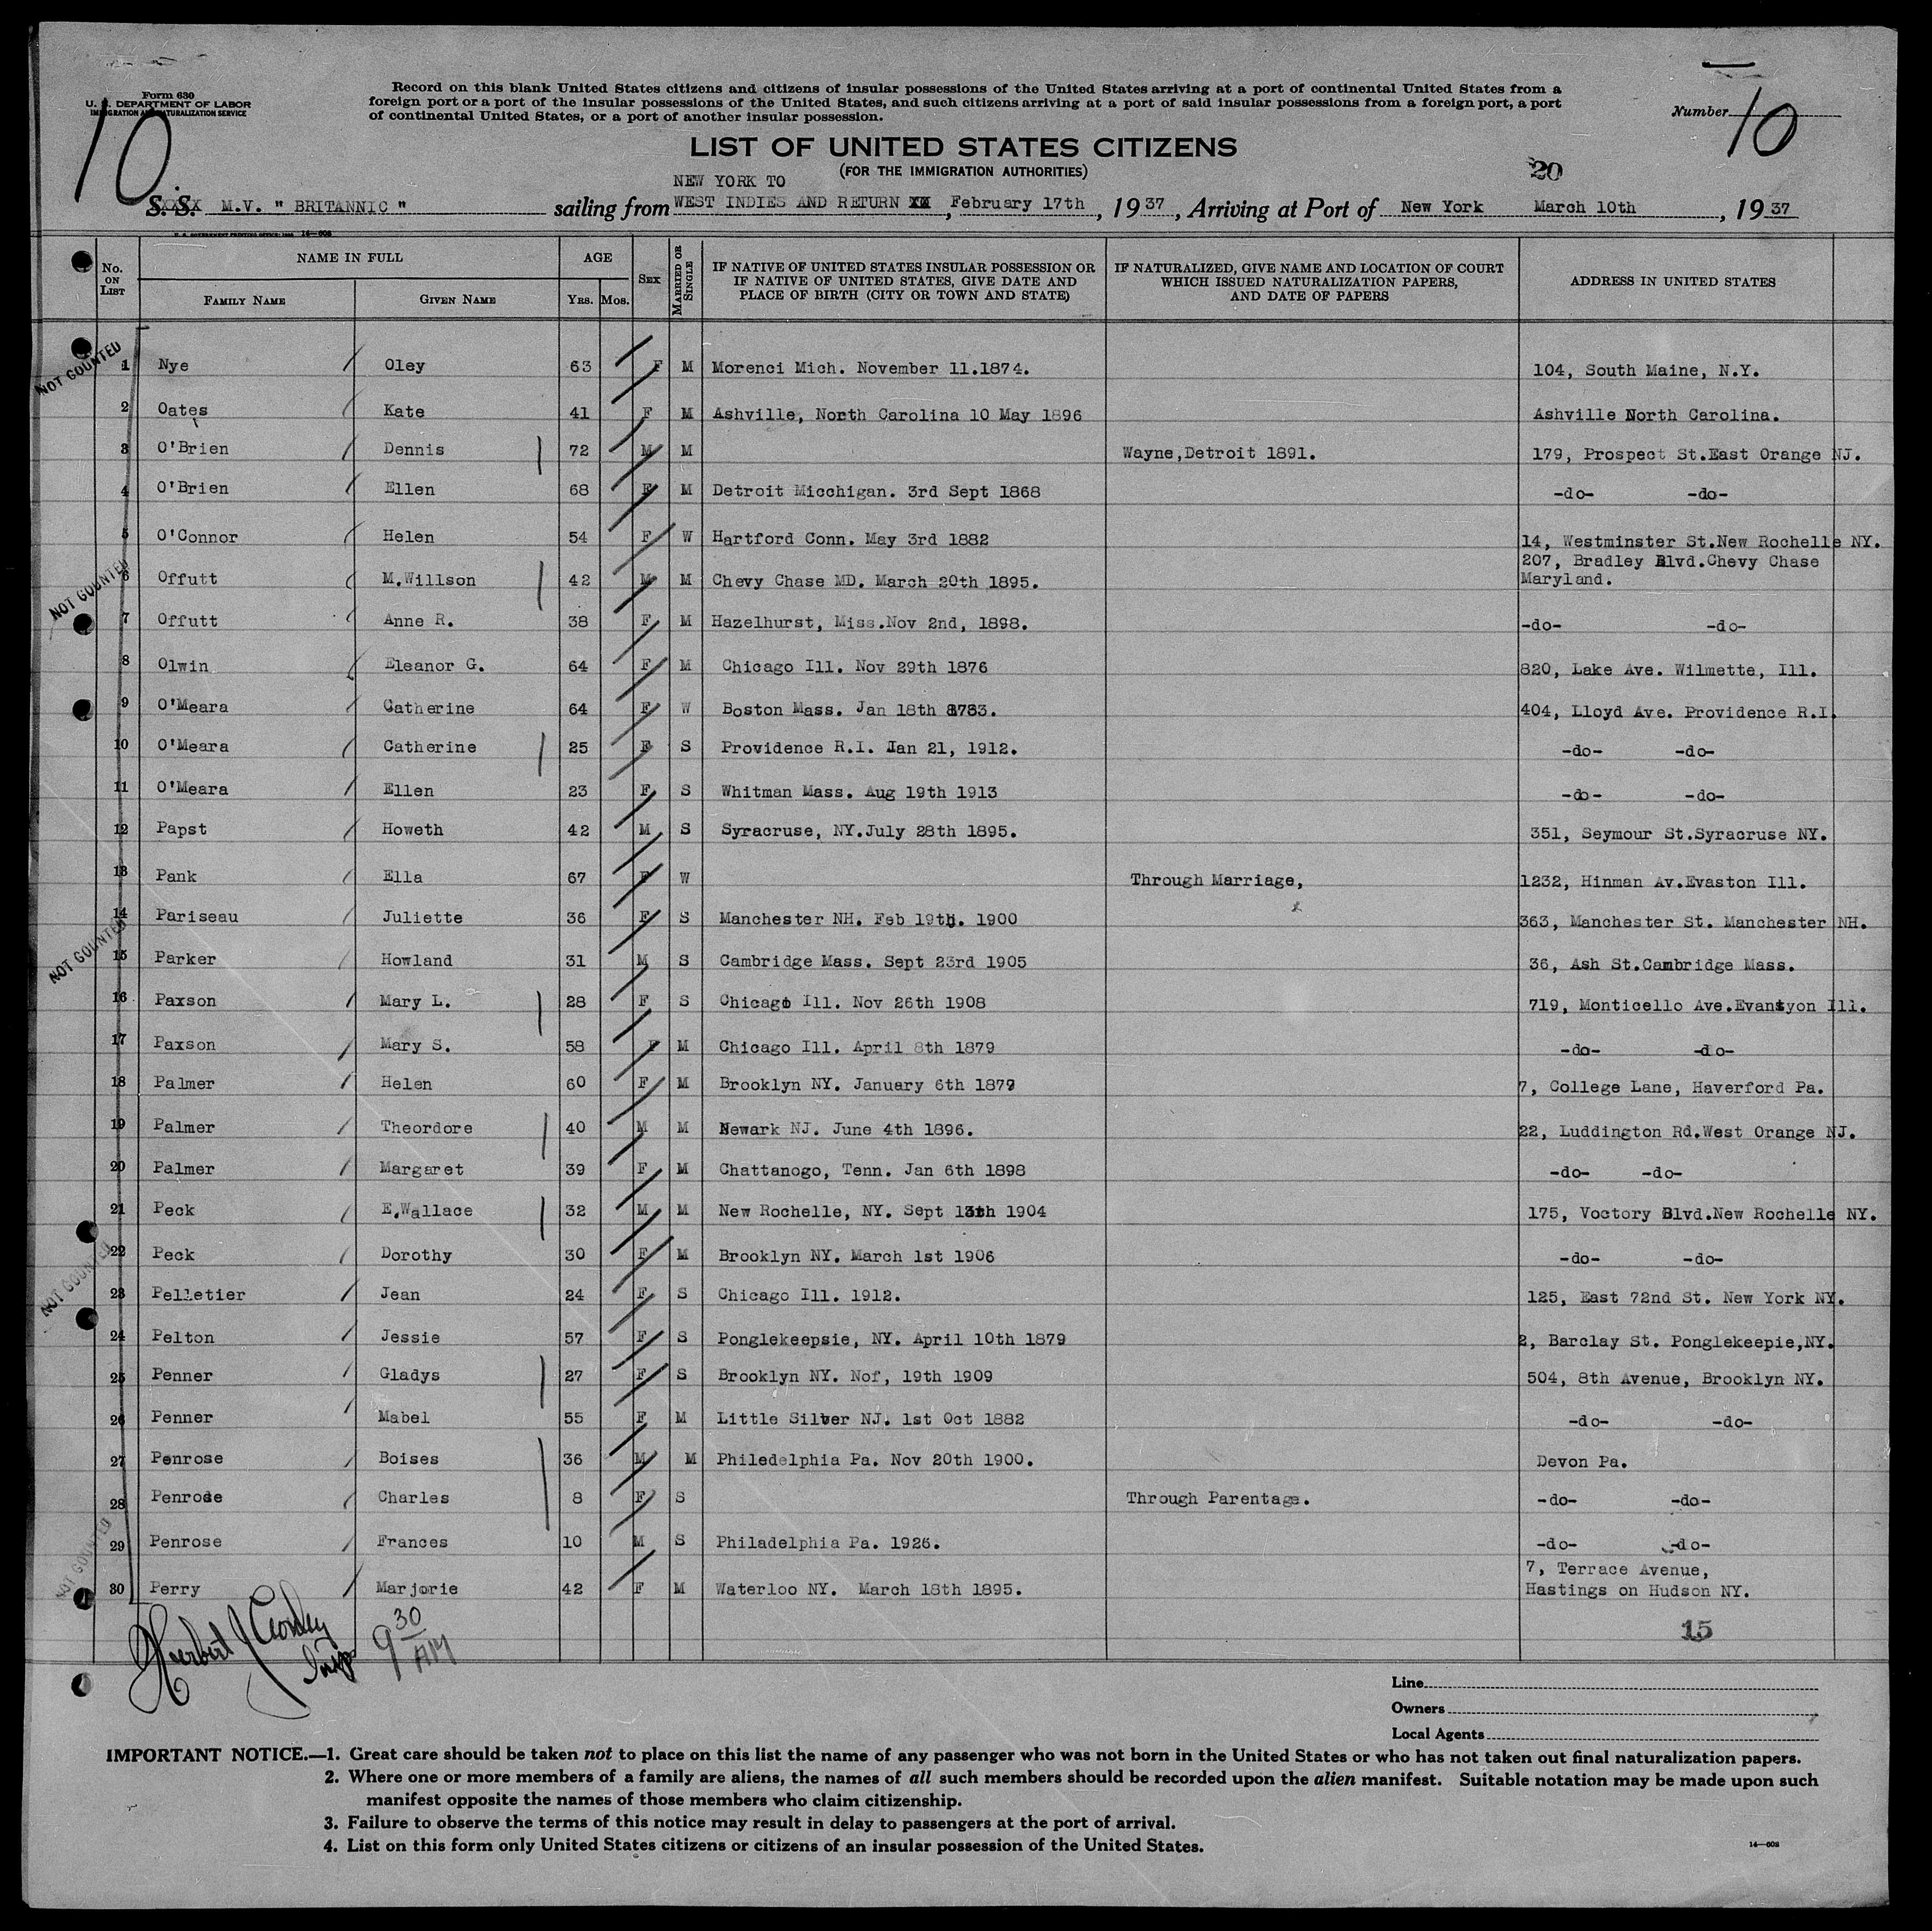 Form 630
U. S. DEPARTMENT OF LABOR
IMMIGRATION AND NATURALIZATION SERVICE
10
Record on this blank United States citizens and citizens of insular possessions of the United States arriving at a port of continental United States from a
foreign port or a port of the insular possessions of the United States, and such citizens arriving at a port of said insular possessions from a foreign port, a port
of continental United States, or a port of another insular possession.
Number 10
LIST OF UNITED STATES CITIZENS
(FOR THE IMMIGRATION AUTHORITIES)
20
NEW YORK TO
S. S. M.V. " BRITANNIC " sailing from WEST INDIES AND RETURN XX, February 17th, 1937, Arriving at Port of New York March 10th, 1937
No. ON LIST NAME IN FULL AGE SEX MARRIED OR SINGLE IF NATIVE OF UNITED STATES INSULAR POSSESSION OR IF NATIVE OF UNITED STATES, GIVE DATE AND PLACE OF BIRTH (CITY OR TOWN AND STATE) IF NATURALIZED, GIVE NAME AND LOCATION OF COURT WHICH ISSUED NATURALIZATION PAPERS, AND DATE OF PAPERS ADDRESS IN UNITED STATES
FAMILY NAME GIVEN NAME YRS. MOS.
NOT COUNTED
1 Nye Oley 63 F M Morenci Mich. November 11.1874. 104, South Maine, N.Y.
2 Oates Kate 41 F M Ashville, North Carolina 10 May 1896 Ashville North Carolina.
3 O'Brien Dennis 72 M M Wayne,Detroit 1891. 179, Prospect St.East Orange NJ.
4 O'Brien Ellen 68 F M Detroit Micchigan. 3rd Sept 1868 -do- -do-
5 O'Connor Helen 54 F W Hartford Conn. May 3rd 1882 14, Westminster St.New Rochelle NY.
NOT COUNTED
6 Offutt M.Willson 42 M M Chevy Chase MD. March 20th 1895. 207, Bradley Blvd.Chevy Chase
Maryland.
7 Offutt Anne R. 38 F M Hazelhurst, Miss.Nov 2nd, 1898. -do- -do-
8 Olwin Eleanor G. 64 F M Chicago Ill. Nov 29th 1876 820, Lake Ave. Wilmette, Ill.
9 O'Meara Catherine 64 F W Boston Mass. Jan 18th 404, Lloyd Ave. Providence R.I.
10 O'Meara Catherine 25 F S Providence R.I. Jan 21, 1912. -do- -do-
11 O'Meara Ellen 23 F S Whitman Mass. Aug 19th 1913 -do- -do-
12 Papst Howeth 42 M S Syracruse, NY.July 28th 1895. 351, Seymour St.Syracruse NY.
13 Pank Ella 67 F W Through Marriage, 1232, Hinman Av.Evaston Ill.
14 Pariseau Juliette 36 F S Manchester NH. Feb 19th. 1900 363, Manchester St. Manchester NH.
NOT COUNTED
15 Parker Howland 31 M S Cambridge Mass. Sept 23rd 1905 36, Ash St.Cambridge Mass.
16 Paxson Mary L. 28 F S Chicago Ill. Nov 26th 1908 719, Monticello Ave.Evanstyon Ill.
17 Paxson Mary S. 58 F M Chicago Ill. April 8th 1879 -do- -do-
18 Palmer Helen 60 F M Brooklyn NY. January 6th 1879 7, College Lane, Haverford Pa.
19 Palmer Theordore 40 M M Newark NJ. June 4th 1896. 22, Luddington Rd.West Orange NJ.
20 Palmer Margaret 39 F M Chattanogo, Tenn. Jan 6th 1898 -do- -do-
21 Peck E.Wallace 32 M M New Rochelle, NY. Sept 13th 1904 175, Voctory Blvd.New Rochelle NY.
22 Peck Dorothy 30 F M Brooklyn NY. March 1st 1906 -do- -do-
NOT COUNTED
23 Pelletier Jean 24 F S Chicago Ill. 1912. 125, East 72nd St. New York NY.
24 Pelton Jessie 57 F S Ponglekeepsie, NY. April 10th 1879 2, Barclay St. Ponglekeepie,NY.
25 Penner Gladys 27 F S Brooklyn NY. Nof, 19th 1909 504, 8th Avenue, Brooklyn NY.
26 Penner Mabel 55 F M Little Silver NJ. 1st Oct 1882 -do- -do-
27 Penrose Boises 36 M M Philedelphia Pa. Nov 20th 1900. Devon Pa.
28 Penrose Charles 8 F S Through Parentage. -do- -do-
29 Penrose Frances 10 M S Philadelphia Pa. 1926. -do- -do-
NOT COUNTED
30 Perry Marjorie 42 F M Waterloo NY. March 18th 1895. 7, Terrace Avenue,
Hastings on Hudson NY.
Herbert J Insp 9 30 AM
15
Line
Owners
Local Agents
IMPORTANT NOTICE.—1. Great care should be taken not to place on this list the name of any passenger who was not born in the United States or who has not taken out final naturalization papers.
2. Where one or more members of a family are aliens, the names of all such members should be recorded upon the alien manifest. Suitable notation may be made upon such
manifest opposite the names of those members who claim citizenship.
3. Failure to observe the terms of this notice may result in delay to passengers at the port of arrival.
4. List on this form only United States citizens or citizens of an insular possession of the United States.